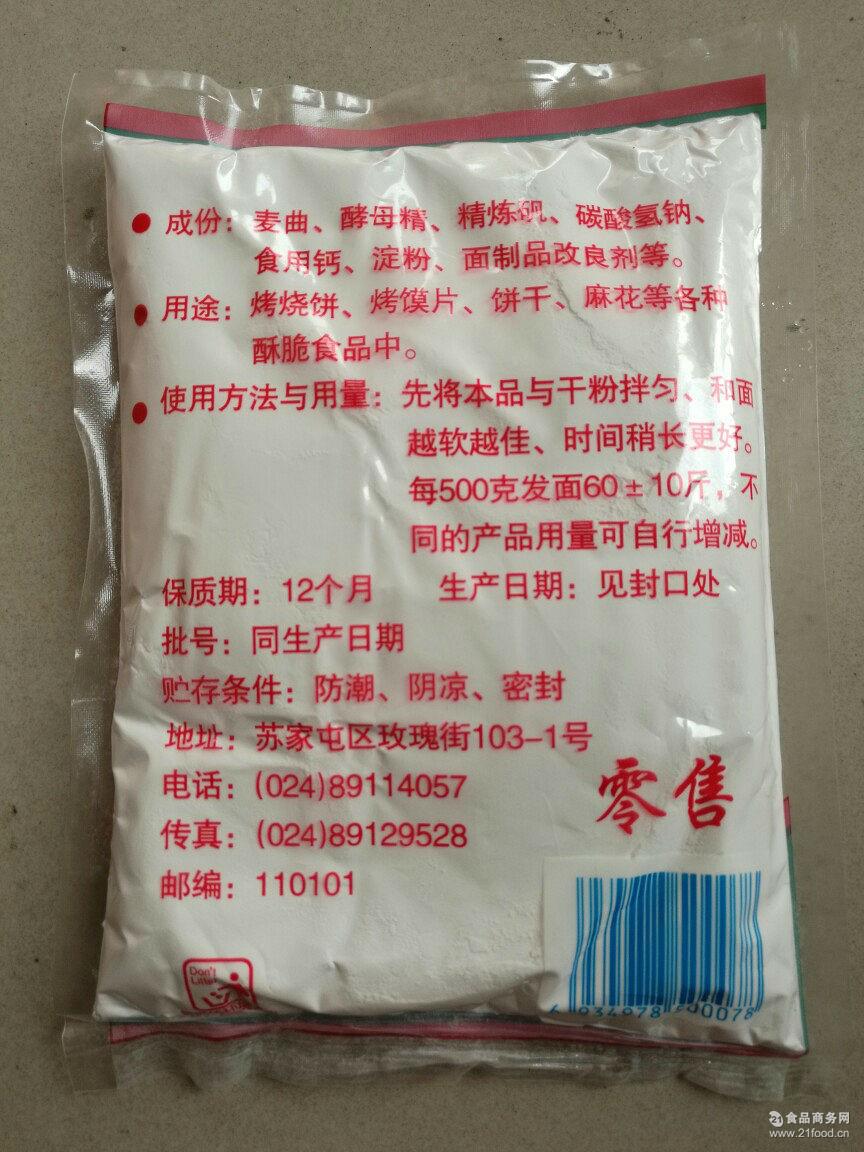 ● 成份：麦曲、酵母精、精炼矾、碳酸氢钠、
食用钙、淀粉、面制品改良剂等。
● 用途：烤烧饼、烤馍片、饼干、麻花等各种
酥脆食品中。
● 使用方法与用量：先将本品与干粉拌匀、和面
越软越佳、时间稍长更好。
每500克发面60±10斤，不
同的产品用量可自行增减。
保质期：12个月 生产日期：见封口处
批号：同生产日期
贮存条件：防潮、阴凉、密封
地址：苏家屯区玫瑰街103-1号
电话：(024)89114057
零售
传真：(024)89129528
邮编：110101
Don't
Litter
食品商务网
www.21food.cn